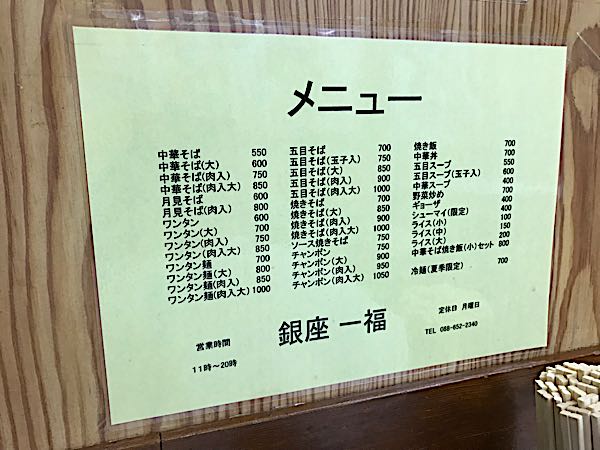 メニュー
中華そば 550
中華そば(大) 600
中華そば(肉入) 750
中華そば(肉入大) 850
月見そば 600
月見そば(肉入) 800
ワンタン 600
ワンタン(大) 700
ワンタン(肉入) 750
ワンタン(肉入大) 850
ワンタン麺 700
ワンタン麺(大) 800
ワンタン麺(肉入) 850
ワンタン麺(肉入大) 1000
五目そば 700
五目そば(玉子入) 750
五目そば(大) 850
五目そば(肉入) 900
五目そば(肉入大) 1000
焼きそば 700
焼きそば(大) 850
焼きそば(肉入) 900
焼きそば(肉入大) 1000
ソース焼きそば 750
チャンポン 750
チャンポン(大) 900
チャンポン(肉入) 950
チャンポン(肉入大) 1050
焼き飯 700
中華丼 700
五目スープ 550
五目スープ(玉子入) 600
中華スープ 400
野菜炒め 700
ギョーザ 400
シューマイ(限定) 400
ライス(小) 100
ライス(中) 150
ライス(大) 200
中華そば焼き飯(小)セット 800
冷麺(夏季限定) 700
営業時間
11時～20時
銀座 一福
定休日 月曜日
TEL 088-652-2340